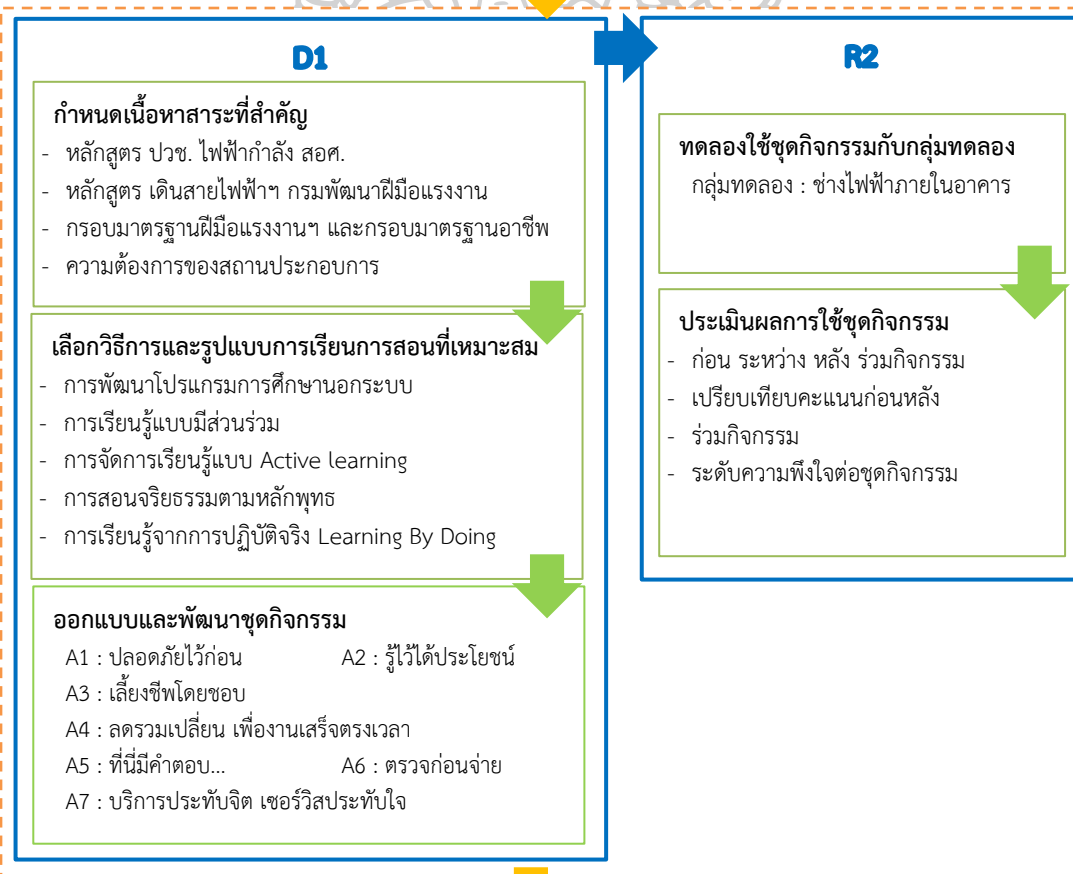 D1
กำหนดเนื้อหาสาระที่สำคัญ
- หลักสูตร ปวช. ไฟฟ้ากำลัง สอศ.
- หลักสูตร เดินสายไฟฟ้าฯ กรมพัฒนาฝีมือแรงงาน
- กรอบมาตรฐานฝีมือแรงงานฯ และกรอบมาตรฐานอาชีพ
- ความต้องการของสถานประกอบการ
เลือกวิธีการและรูปแบบการเรียนการสอนที่เหมาะสม
- การพัฒนาโปรแกรมการศึกษานอกระบบ
- การเรียนรู้แบบมีส่วนร่วม
- การจัดการเรียนรู้แบบ Active learning
- การสอนจริยธรรมตามหลักพุทธ
- การเรียนรู้จากการปฏิบัติจริง Learning By Doing
ออกแบบและพัฒนาชุดกิจกรรม
A1 : ปลอดภัยไว้ก่อน A2 : รู้ไว้ได้ประโยชน์
A3 : เลี้ยงชีพโดยชอบ
A4 : ลดรวมเปลี่ยน เพื่องานเสร็จตรงเวลา
A5 : ที่นี่มีคำตอบ... A6 : ตรวจก่อนจ่าย
A7 : บริการประทับจิต เซอร์วิสประทับใจ
R2
ทดลองใช้ชุดกิจกรรมกับกลุ่มทดลอง
กลุ่มทดลอง : ช่างไฟฟ้าภายในอาคาร
ประเมินผลการใช้ชุดกิจกรรม
- ก่อน ระหว่าง หลัง ร่วมกิจกรรม
- เปรียบเทียบคะแนนก่อนหลัง
- ร่วมกิจกรรม
- ระดับความพึงใจต่อชุดกิจกรรม